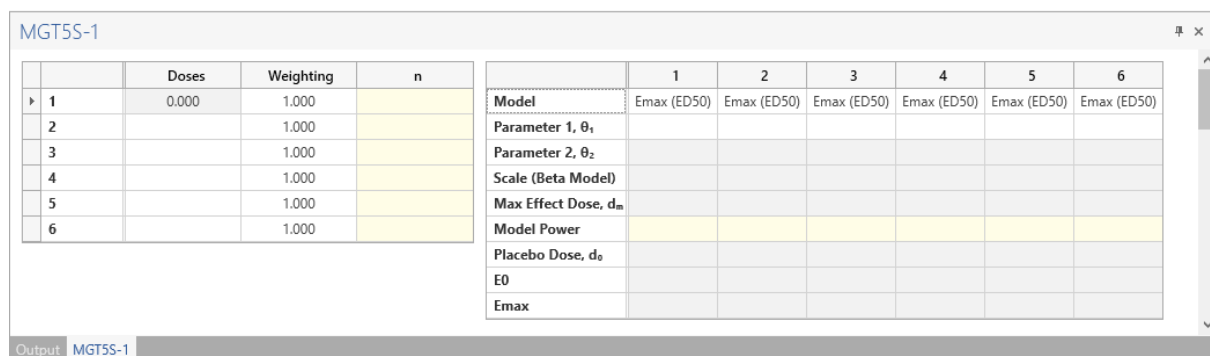 MGT5S-1
Doses Weighting n
1 0.000 1.000
2 1.000
3 1.000
4 1.000
5 1.000
6 1.000
1 2 3 4 5 6
Model Emax (ED50) Emax (ED50) Emax (ED50) Emax (ED50) Emax (ED50) Emax (ED50)
Parameter 1, θ₁
Parameter 2, θ₂
Scale (Beta Model)
Max Effect Dose, dₘ
Model Power
Placebo Dose, d₀
E0
Emax
Output MGT5S-1